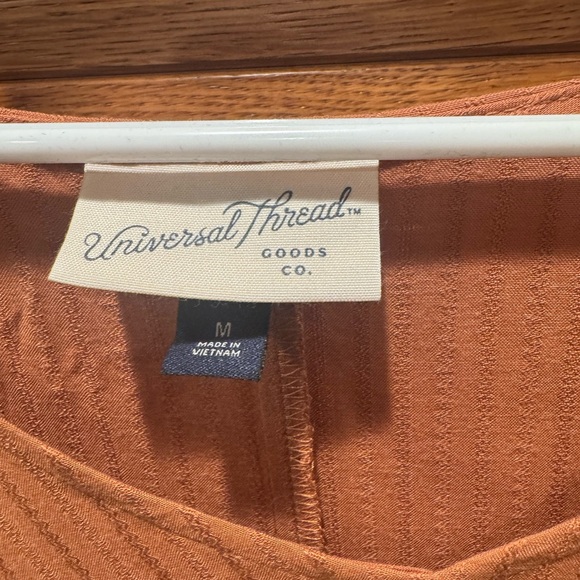 Universal Thread™
GOODS
CO.
M
MADE IN
VIETNAM